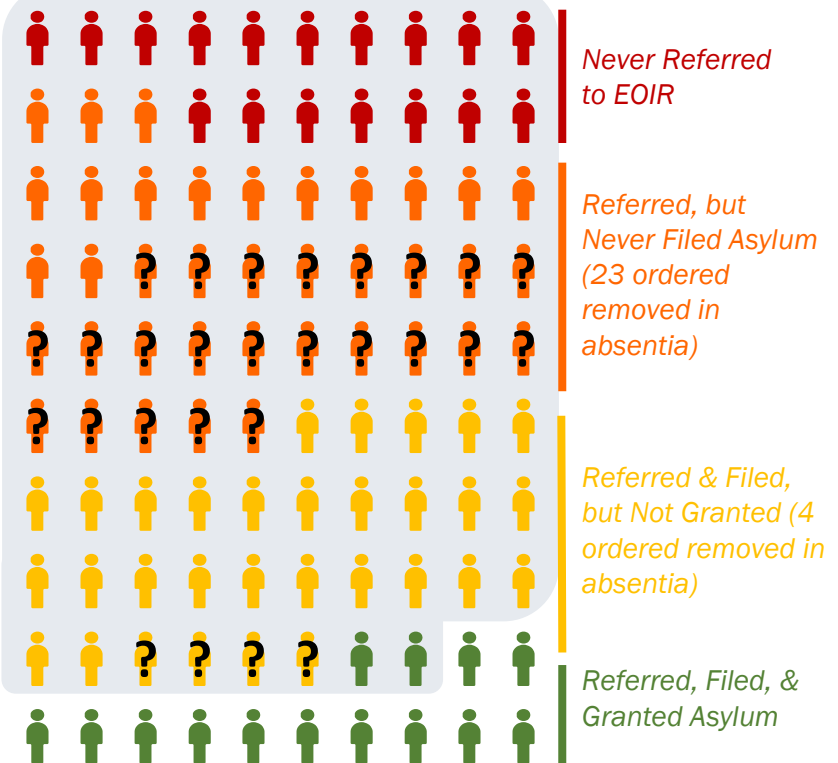 Never Referred
to EOIR
? ? ? ? ? ? ? ?
Referred, but
Never Filed Asylum
(23 ordered
removed in
absentia)
? ? ? ? ? ? ? ? ? ?
? ? ? ? ?
Referred & Filed,
but Not Granted (4
ordered removed in
absentia)
? ? ? ?
Referred, Filed, &
Granted Asylum